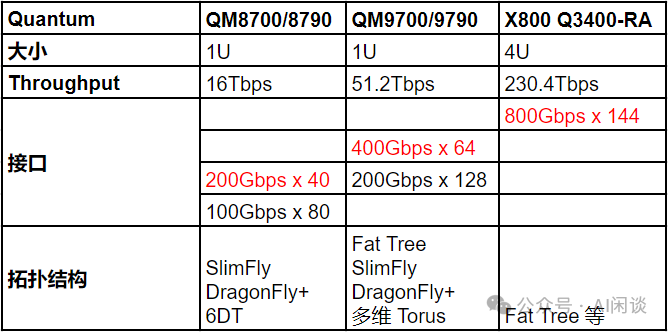 Quantum QM8700/8790 QM9700/9790 X800 Q3400-RA
大小 1U 1U 4U
Throughput 16Tbps 51.2Tbps 230.4Tbps
接口
800Gbps x 144
400Gbps x 64
200Gbps x 40 200Gbps x 128
100Gbps x 80
拓扑结构
SlimFly
DragonFly+
6DT
Fat Tree
SlimFly
DragonFly+
多维 Torus
Fat Tree 等
公众号 · AI闲谈